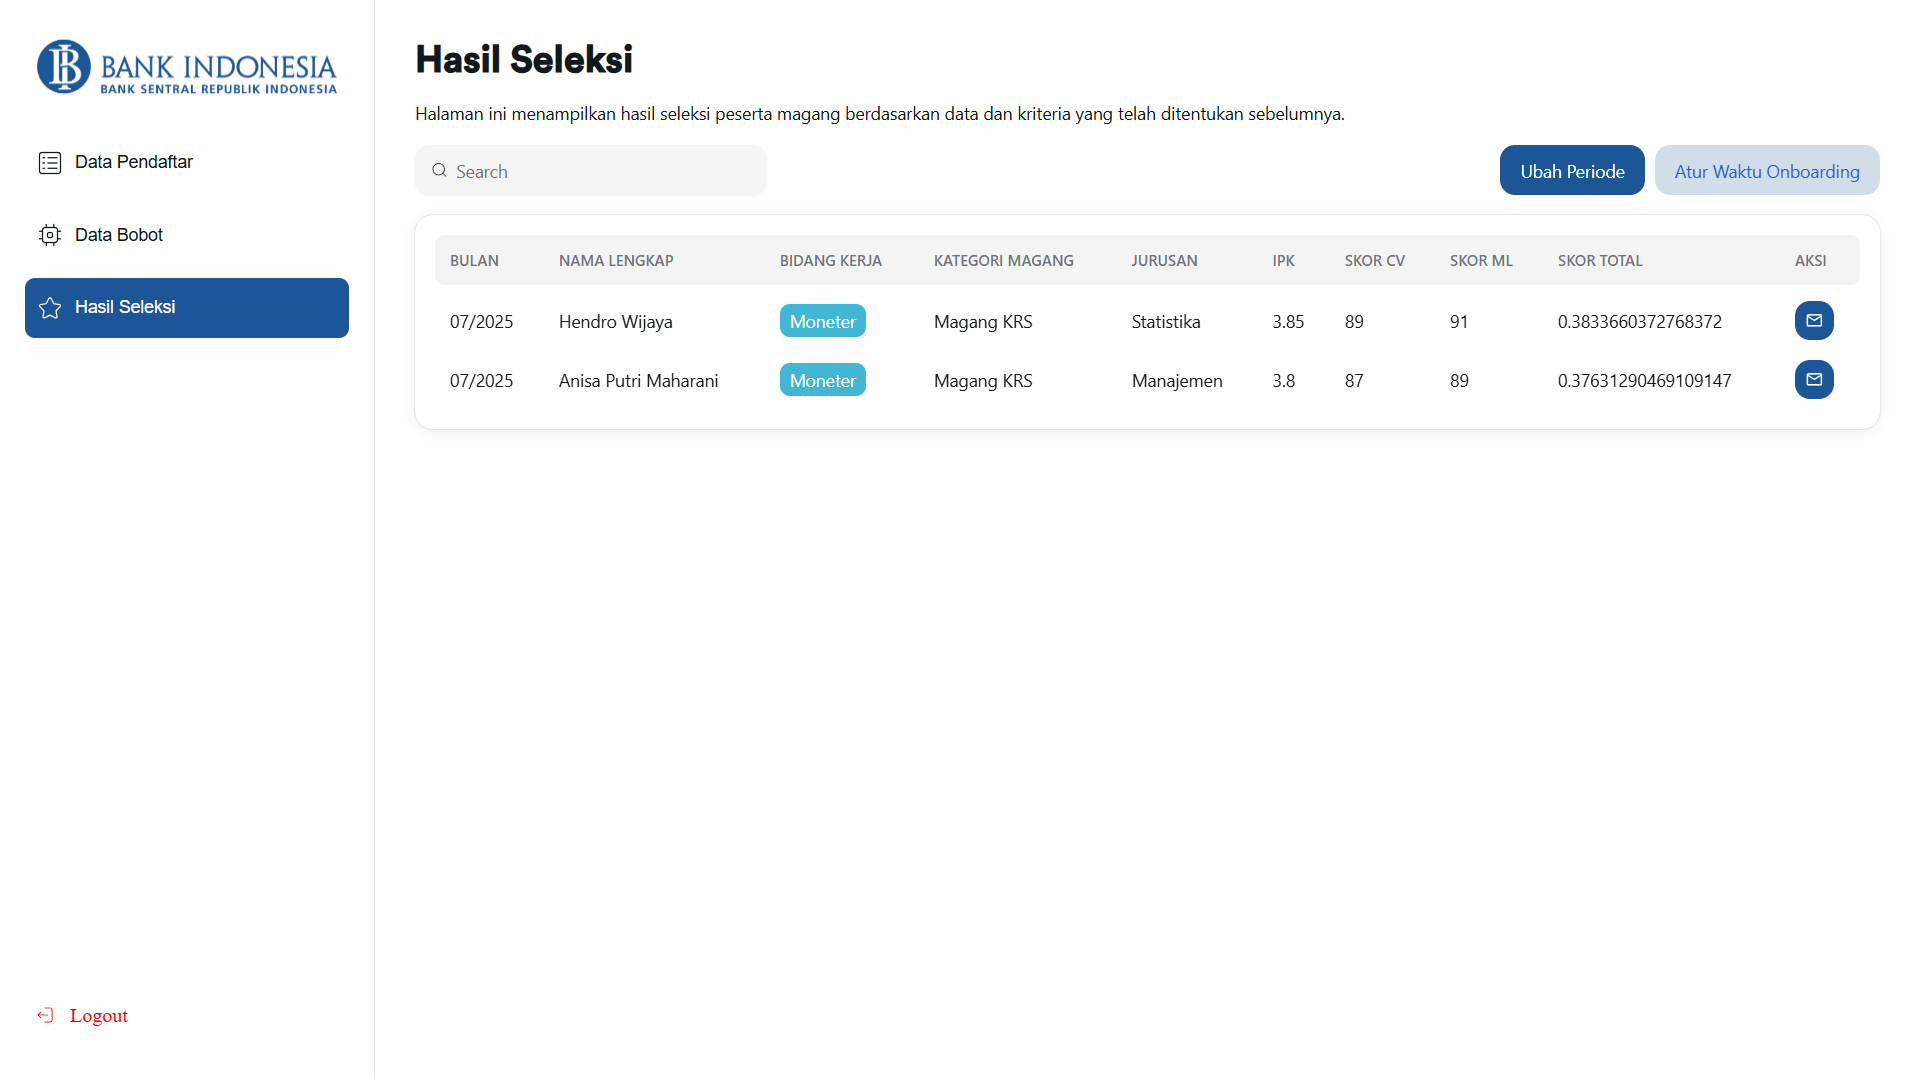 BANK INDONESIA
BANK SENTRAL REPUBLIK INDONESIA
Data Pendaftar
Data Bobot
Hasil Seleksi
Logout
Hasil Seleksi
Halaman ini menampilkan hasil seleksi peserta magang berdasarkan data dan kriteria yang telah ditentukan sebelumnya.
Search
Ubah Periode
Atur Waktu Onboarding
BULAN NAMA LENGKAP BIDANG KERJA KATEGORI MAGANG JURUSAN IPK SKOR CV SKOR ML SKOR TOTAL AKSI
07/2025 Hendro Wijaya Moneter Magang KRS Statistika 3.85 89 91 0.3833660372768372
07/2025 Anisa Putri Maharani Moneter Magang KRS Manajemen 3.8 87 89 0.37631290469109147